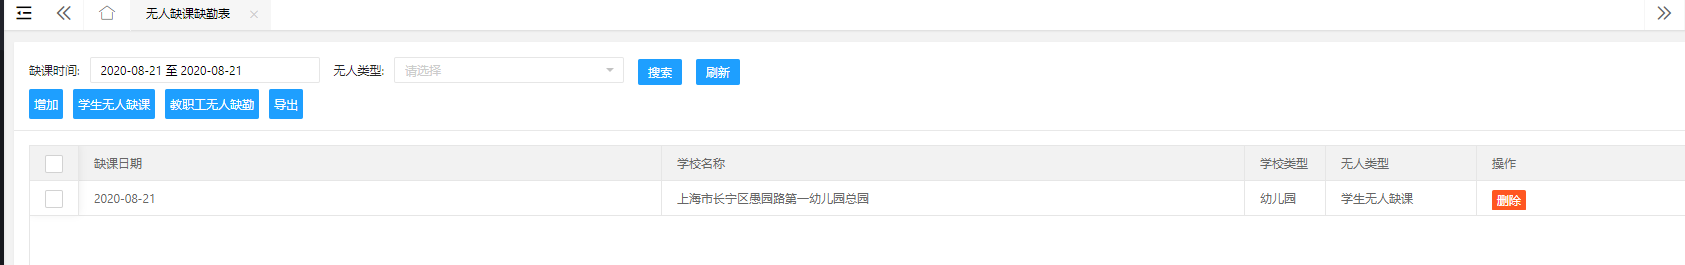 无人缺课缺勤表
缺课时间: 2020-08-21 至 2020-08-21 无人类型: 请选择 搜索 刷新
增加 学生无人缺课 教职工无人缺勤 导出
缺课日期 学校名称 学校类型 无人类型 操作
2020-08-21 上海市长宁区愚园路第一幼儿园总园 幼儿园 学生无人缺课 删除